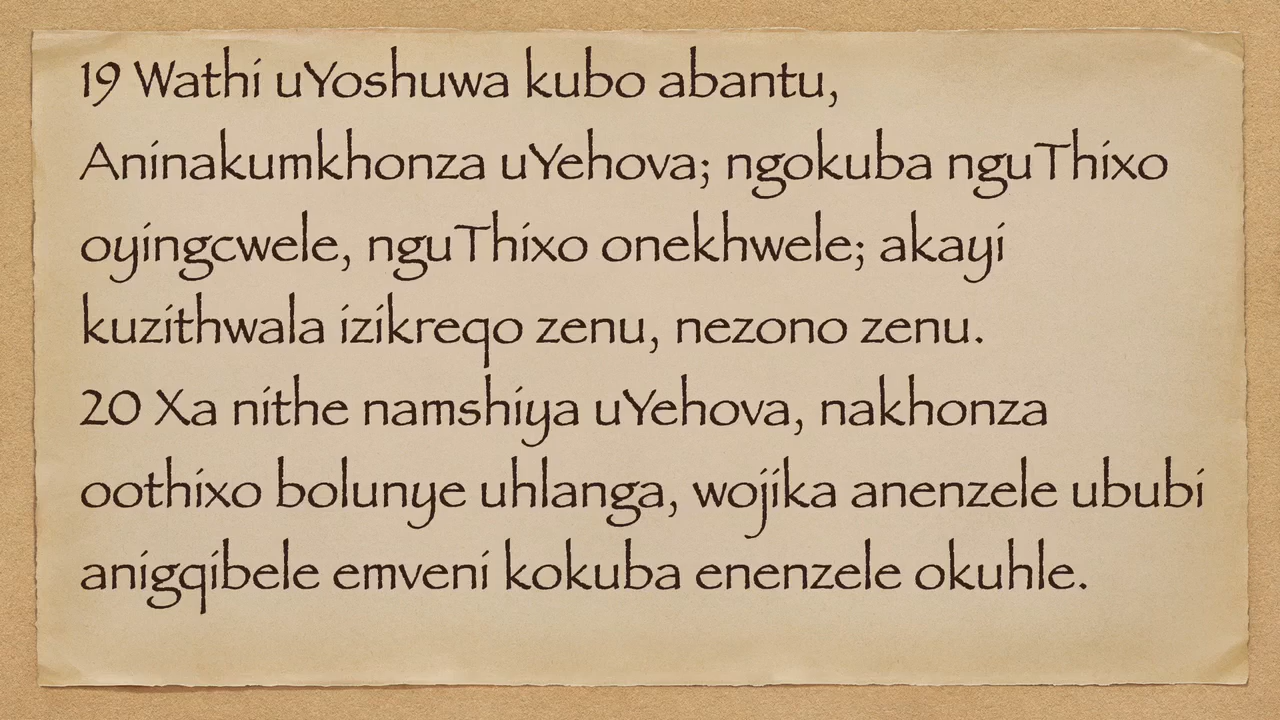 19 Wathi uYoshuwa kubo abantu,
Aninakumkhonza uYehova; ngokuba nguThixo
oyingcwele, nguThixo onekhwele; akayi
kuzithwala izikreqo zenu, nezono zenu.
20 Xa nithe namshiya uYehova, nakhonza
oothixo bolunye uhlanga, wojika anenzele ububi
anigqibele emveni kokuba enenzele okuhle.